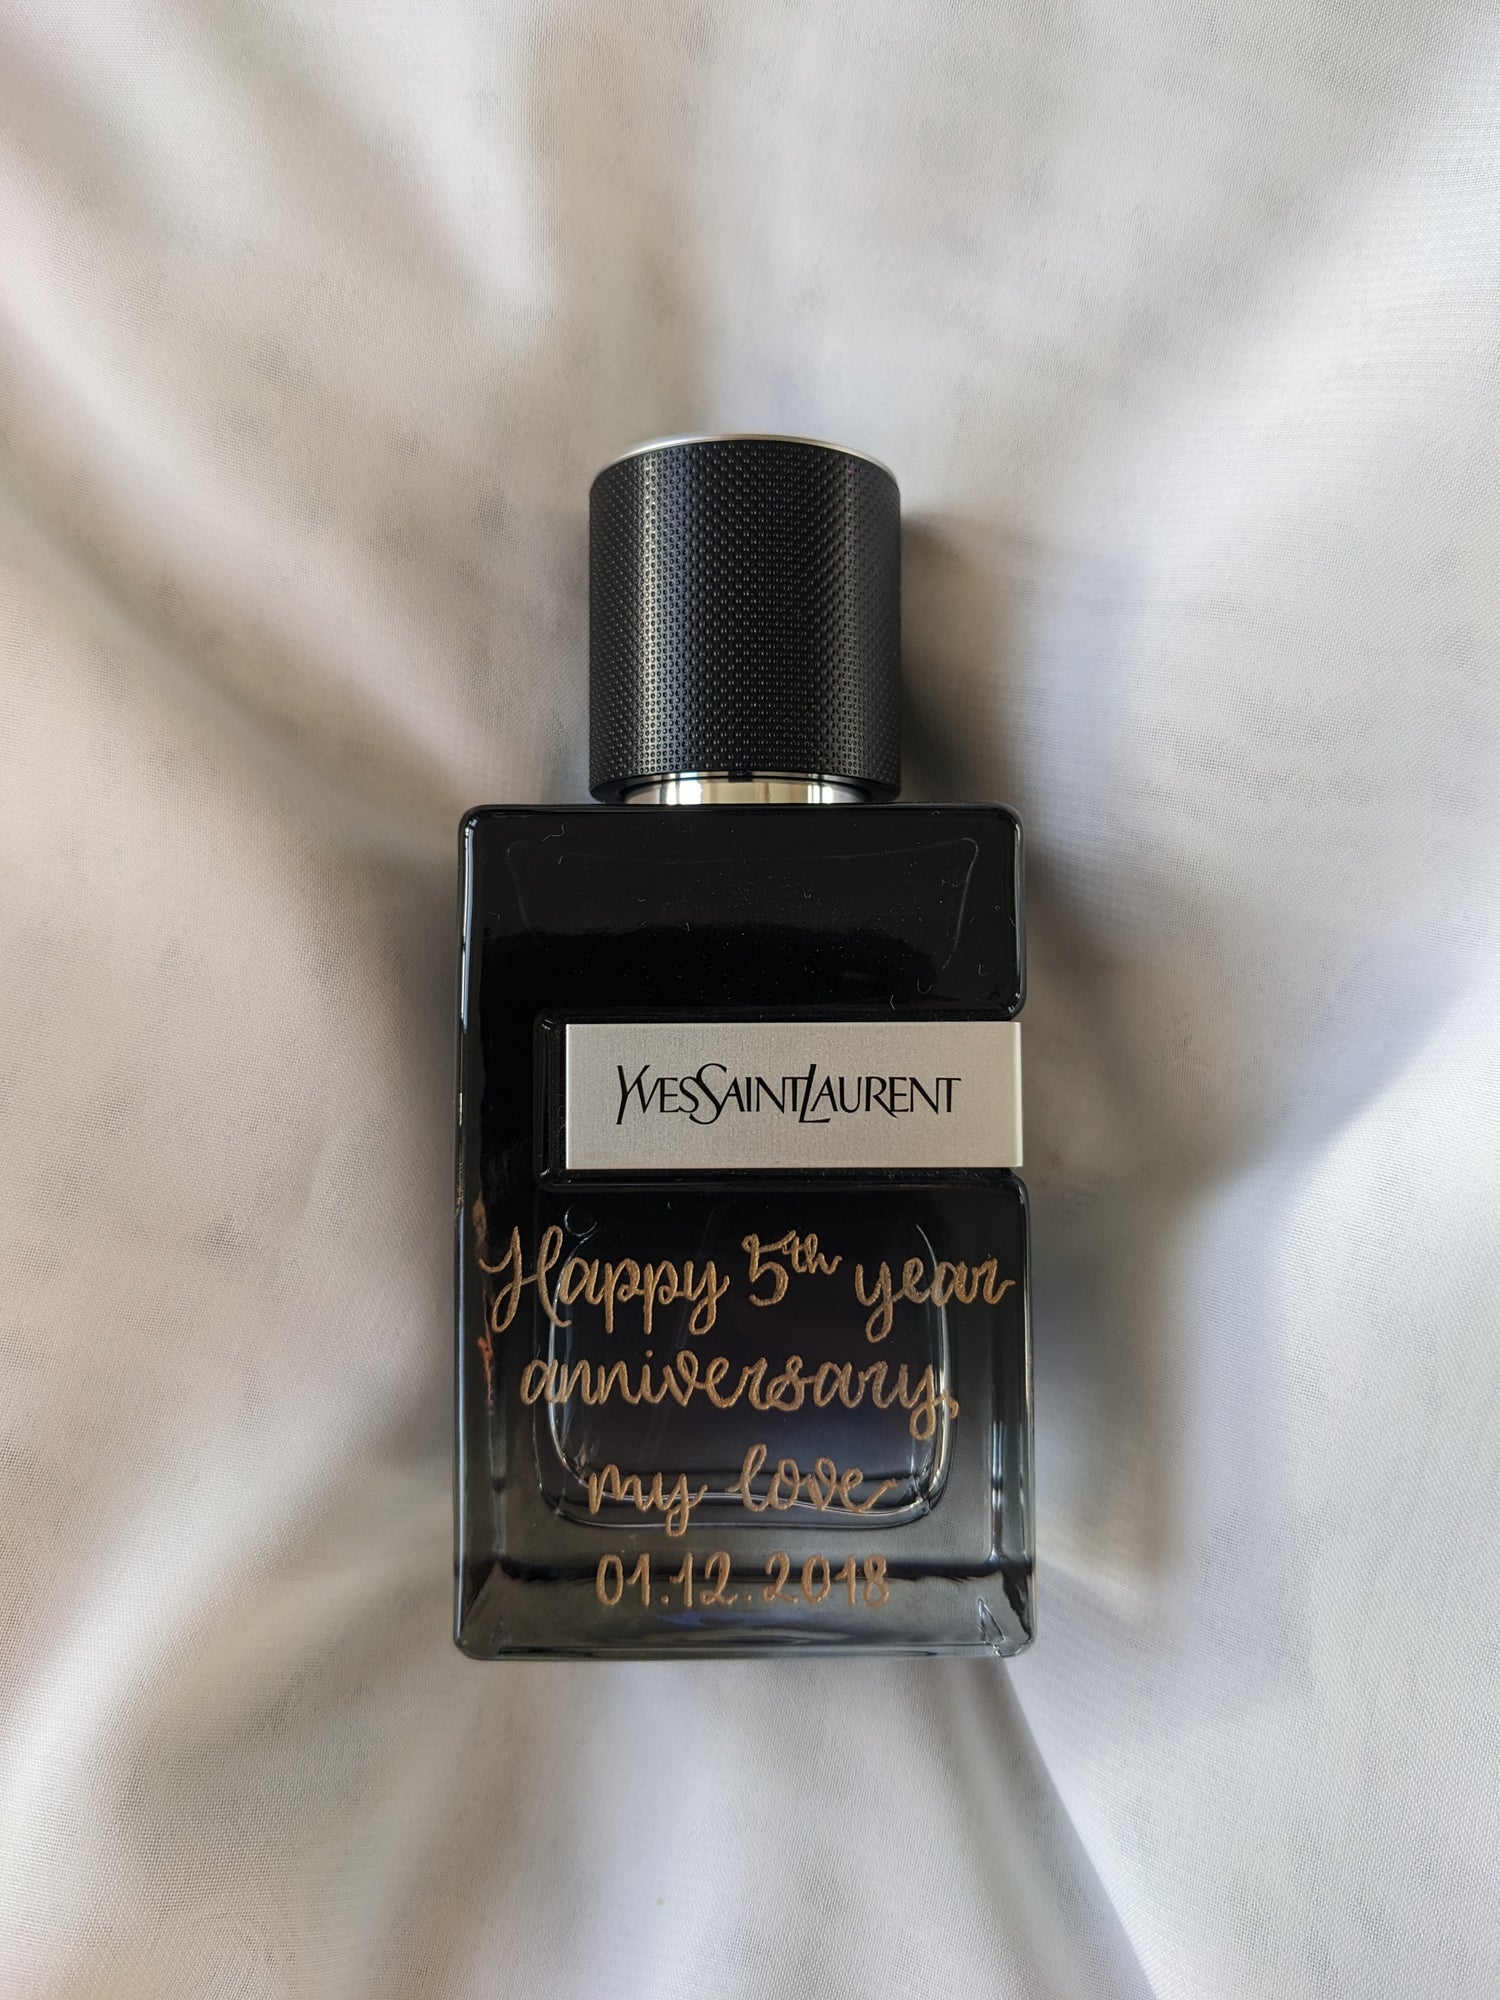 YVESSAINTLAURENT
Happy 5th year
anniversary,
my love
01.12.2018